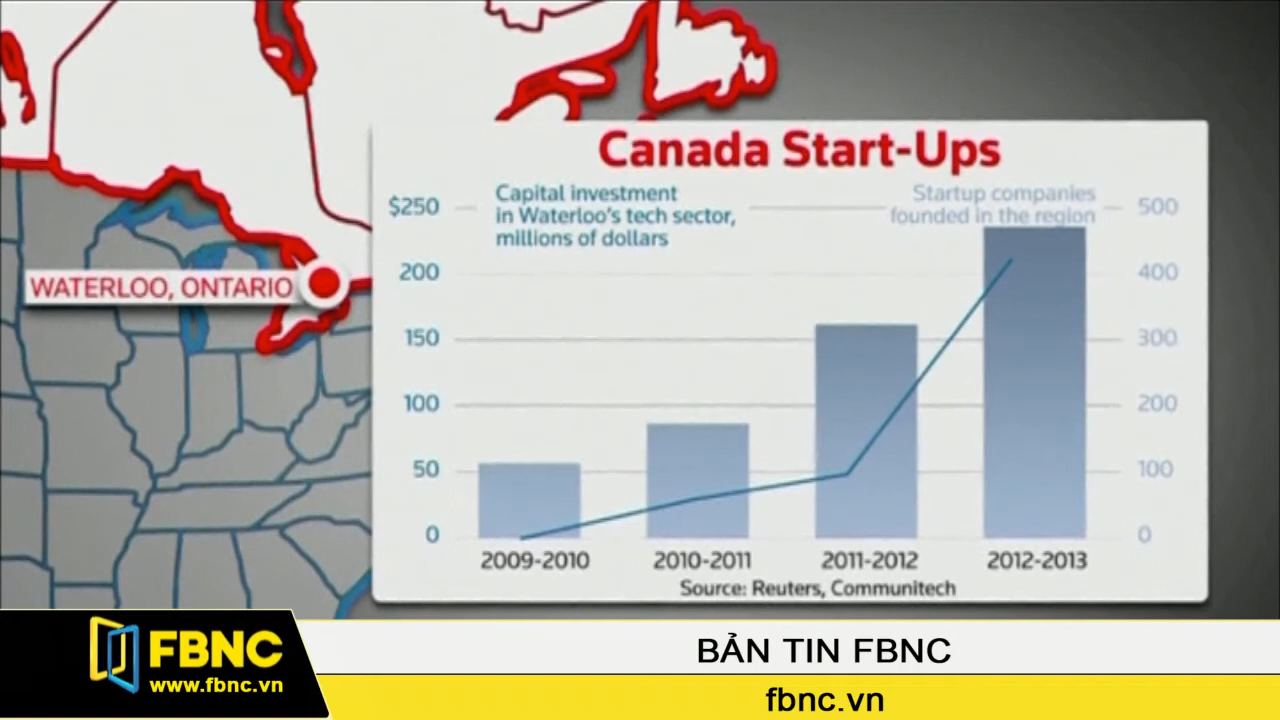 Canada Start-Ups
Capital investment
in Waterloo's tech sector,
millions of dollars
Startup companies
founded in the region
$250
200
150
100
50
0
500
400
300
200
100
0
WATERLOO, ONTARIO
2009-2010 2010-2011 2011-2012 2012-2013
Source: Reuters, Communitech
FBNC
www.fbnc.vn
BẢN TIN FBNC
fbnc.vn